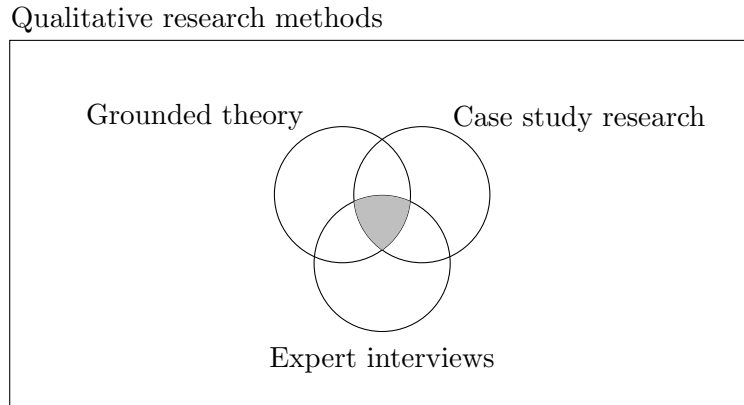 Qualitative research methods
Grounded theory
Case study research
Expert interviews